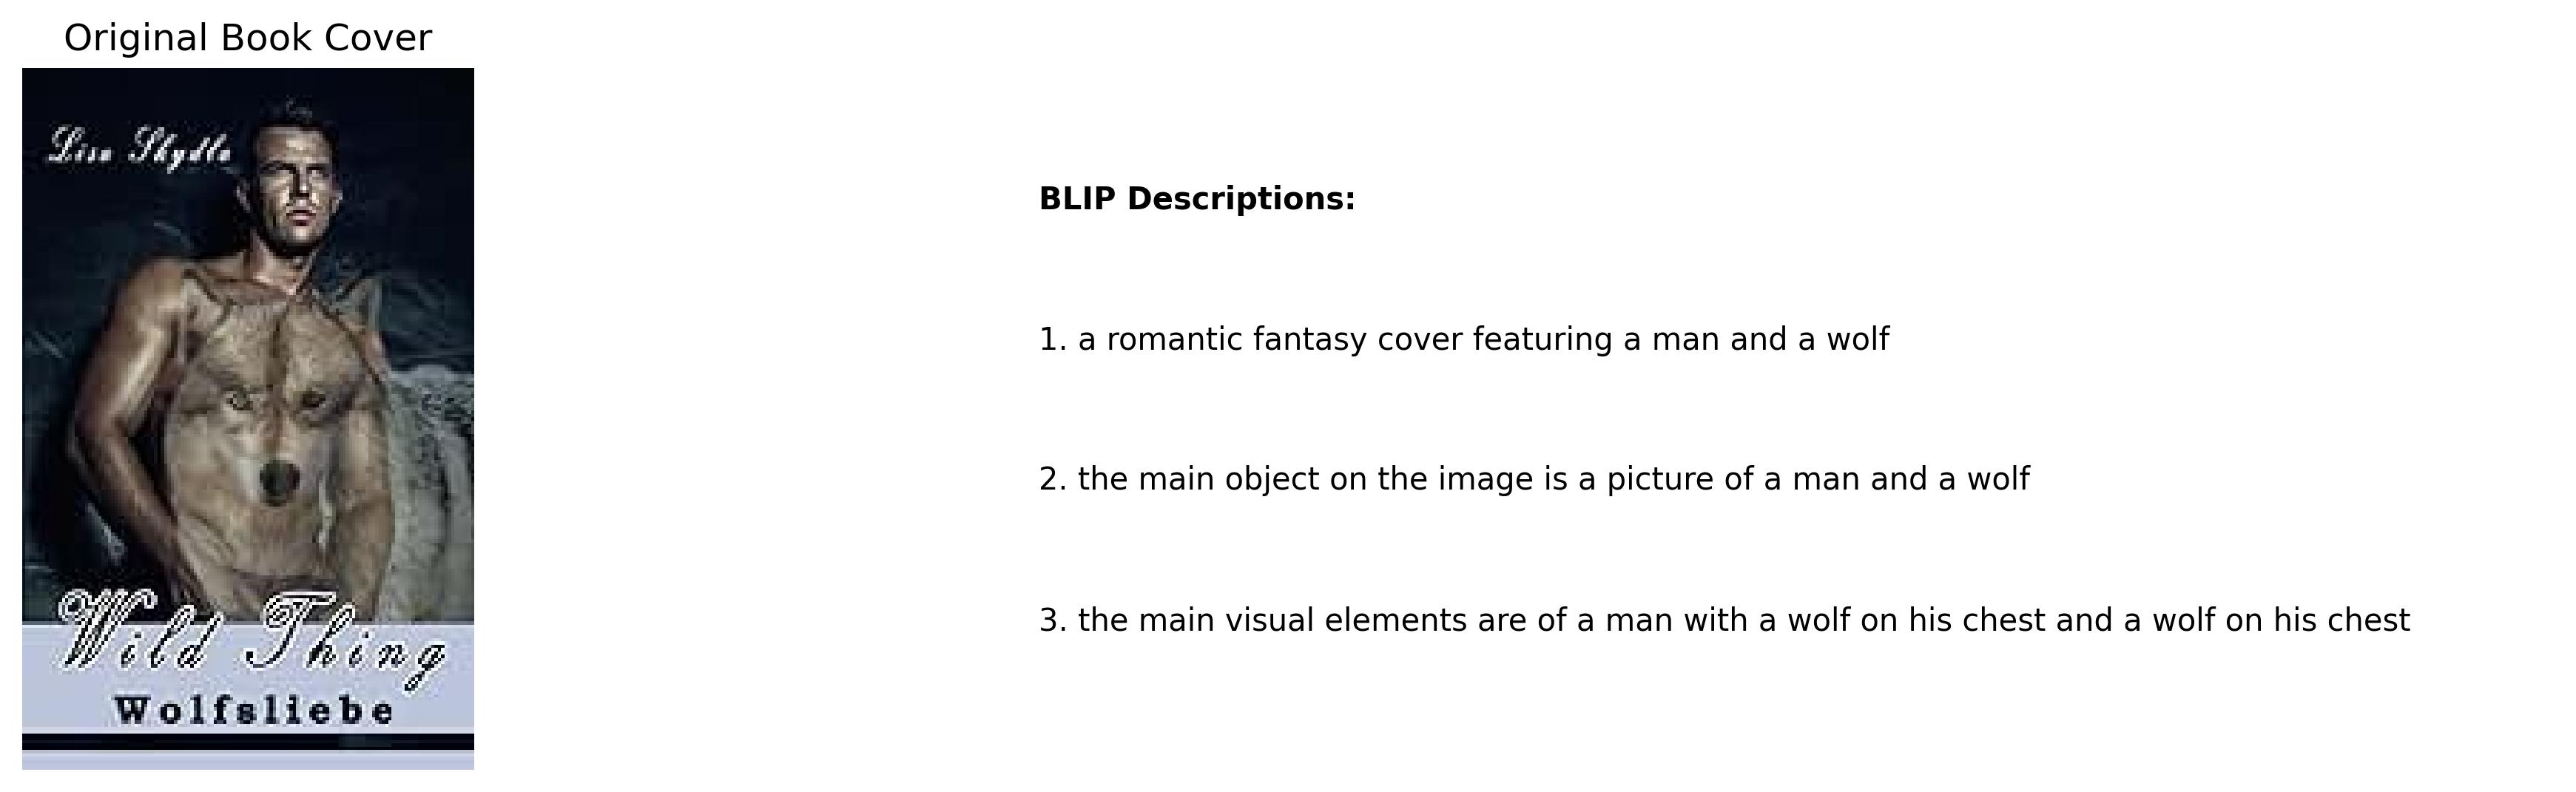 Original Book Cover
Lisa Skydla
Wild Thing
Wolfsliebe
BLIP Descriptions:
1. a romantic fantasy cover featuring a man and a wolf
2. the main object on the image is a picture of a man and a wolf
3. the main visual elements are of a man with a wolf on his chest and a wolf on his chest